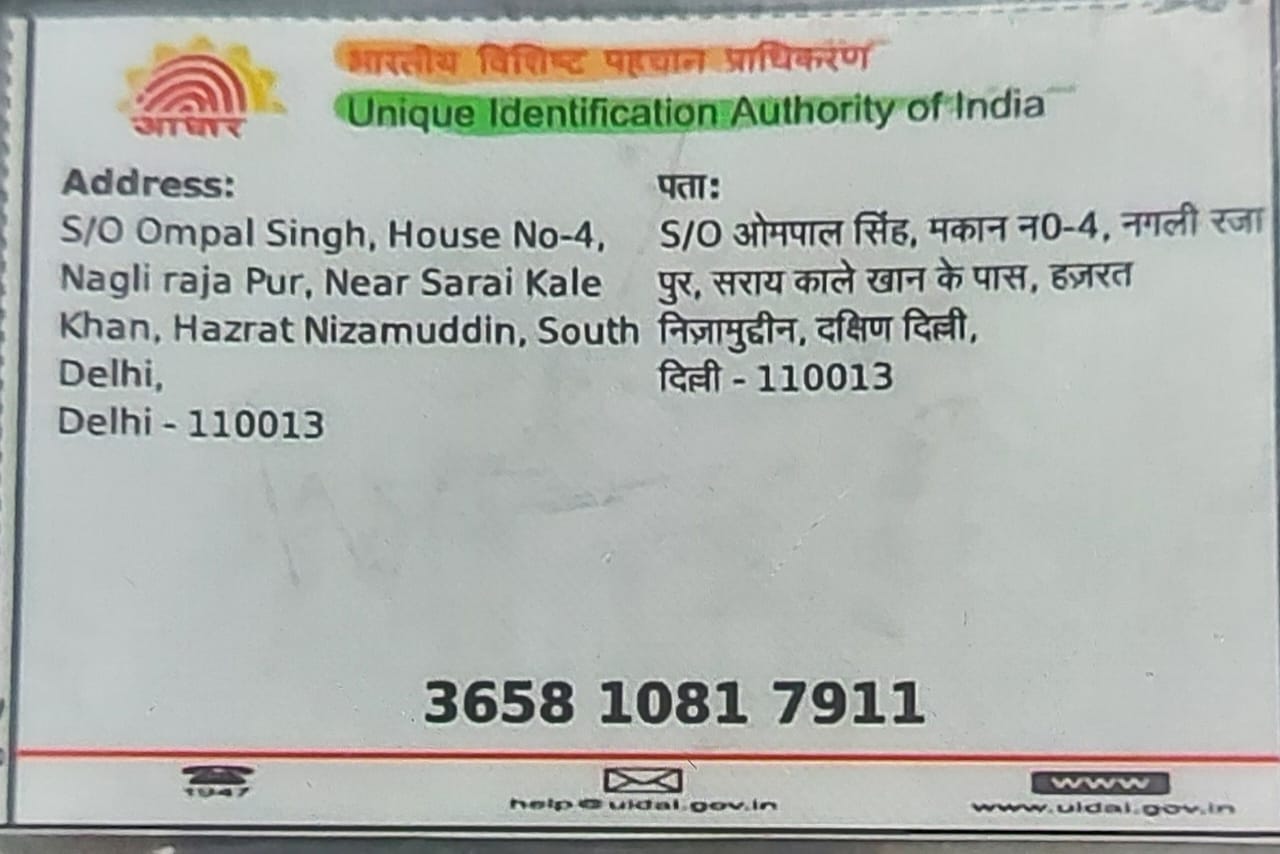 आधार
भारतीय विशिष्ट पहचान प्राधिकरण
Unique Identification Authority of India
Address:
S/O Ompal Singh, House No-4,
Nagli raja Pur, Near Sarai Kale
Khan, Hazrat Nizamuddin, South
Delhi,
Delhi - 110013
पता:
S/O ओमपाल सिंह, मकान न0-4, नगली रजा
पुर, सराय काले खान के पास, हज़रत
निज़ामुद्दीन, दक्षिण दिल्ली,
दिल्ली - 110013
3658 1081 7911
1947
help@uidai.gov.in
www
www.uidai.gov.in